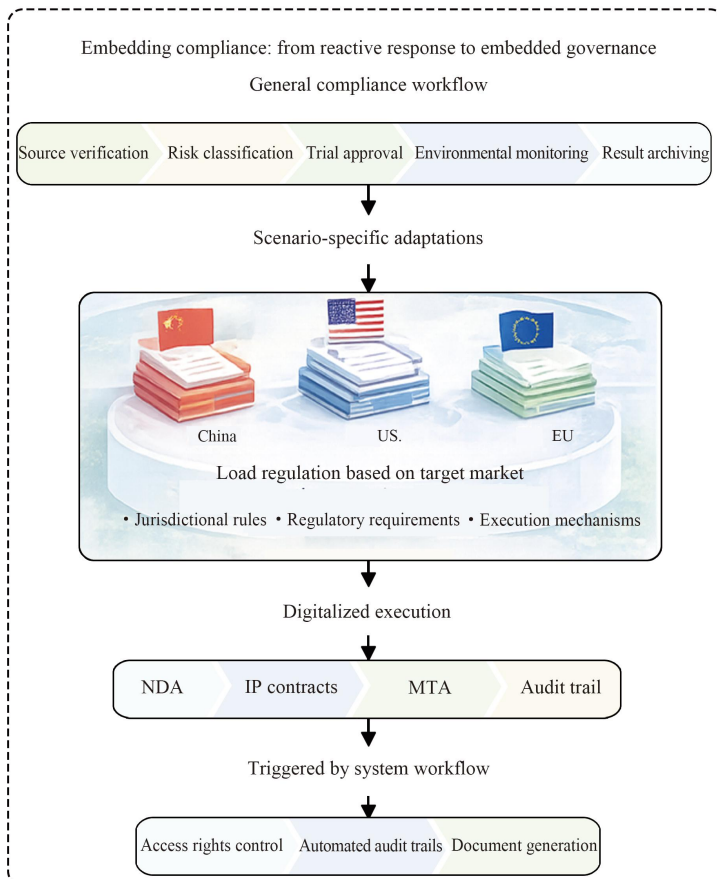 Embedding compliance: from reactive response to embedded governance
General compliance workflow
Source verification Risk classification Trial approval Environmental monitoring Result archiving
Scenario-specific adaptations
China US. EU
Load regulation based on target market
• Jurisdictional rules • Regulatory requirements • Execution mechanisms
Digitalized execution
NDA IP contracts MTA Audit trail
Triggered by system workflow
Access rights control Automated audit trails Document generation